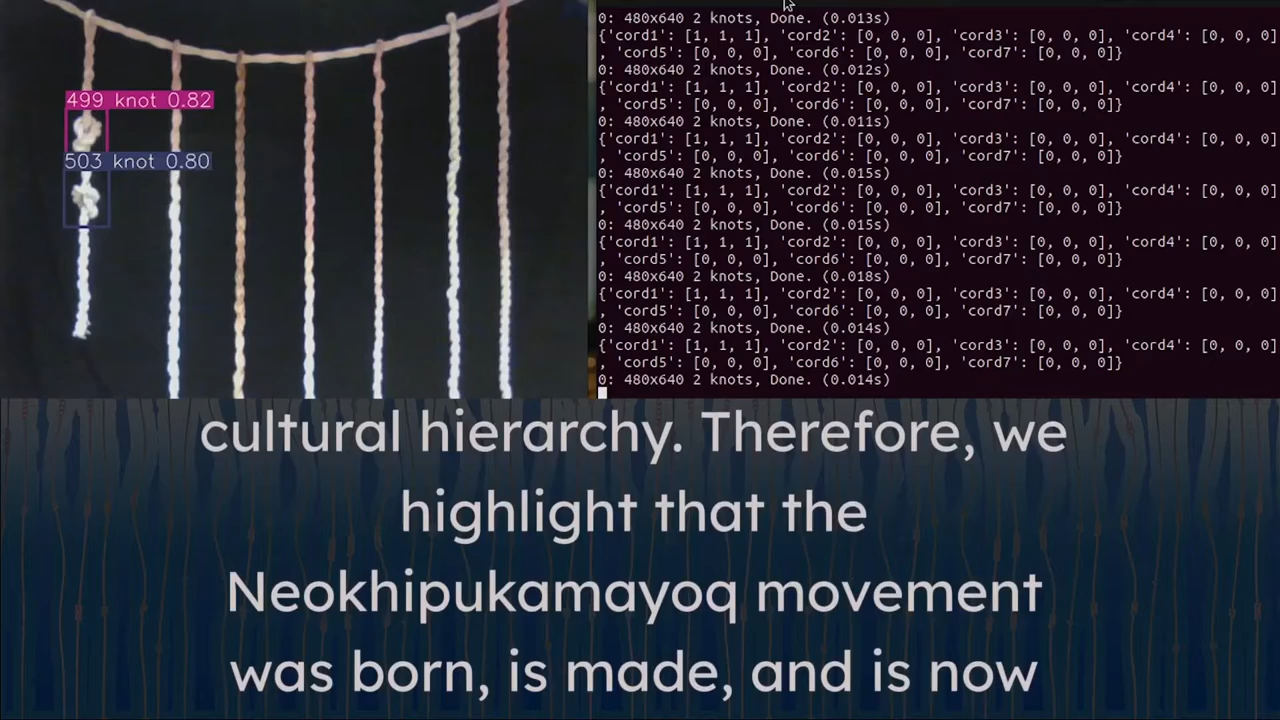 499 knot 0.82
503 knot 0.80
0: 480x640 2 knots, Done. (0.013s)
{'cord1': [1, 1, 1], 'cord2': [0, 0, 0], 'cord3': [0, 0, 0], 'cord4': [0, 0, 0]
, 'cord5': [0, 0, 0], 'cord6': [0, 0, 0], 'cord7': [0, 0, 0]}
0: 480x640 2 knots, Done. (0.012s)
{'cord1': [1, 1, 1], 'cord2': [0, 0, 0], 'cord3': [0, 0, 0], 'cord4': [0, 0, 0]
, 'cord5': [0, 0, 0], 'cord6': [0, 0, 0], 'cord7': [0, 0, 0]}
0: 480x640 2 knots, Done. (0.011s)
{'cord1': [1, 1, 1], 'cord2': [0, 0, 0], 'cord3': [0, 0, 0], 'cord4': [0, 0, 0]
, 'cord5': [0, 0, 0], 'cord6': [0, 0, 0], 'cord7': [0, 0, 0]}
0: 480x640 2 knots, Done. (0.015s)
{'cord1': [1, 1, 1], 'cord2': [0, 0, 0], 'cord3': [0, 0, 0], 'cord4': [0, 0, 0]
, 'cord5': [0, 0, 0], 'cord6': [0, 0, 0], 'cord7': [0, 0, 0]}
0: 480x640 2 knots, Done. (0.015s)
{'cord1': [1, 1, 1], 'cord2': [0, 0, 0], 'cord3': [0, 0, 0], 'cord4': [0, 0, 0]
, 'cord5': [0, 0, 0], 'cord6': [0, 0, 0], 'cord7': [0, 0, 0]}
0: 480x640 2 knots, Done. (0.018s)
{'cord1': [1, 1, 1], 'cord2': [0, 0, 0], 'cord3': [0, 0, 0], 'cord4': [0, 0, 0]
, 'cord5': [0, 0, 0], 'cord6': [0, 0, 0], 'cord7': [0, 0, 0]}
0: 480x640 2 knots, Done. (0.014s)
{'cord1': [1, 1, 1], 'cord2': [0, 0, 0], 'cord3': [0, 0, 0], 'cord4': [0, 0, 0]
, 'cord5': [0, 0, 0], 'cord6': [0, 0, 0], 'cord7': [0, 0, 0]}
0: 480x640 2 knots, Done. (0.014s)
cultural hierarchy. Therefore, we
highlight that the
Neokhipukamayoq movement
was born, is made, and is now